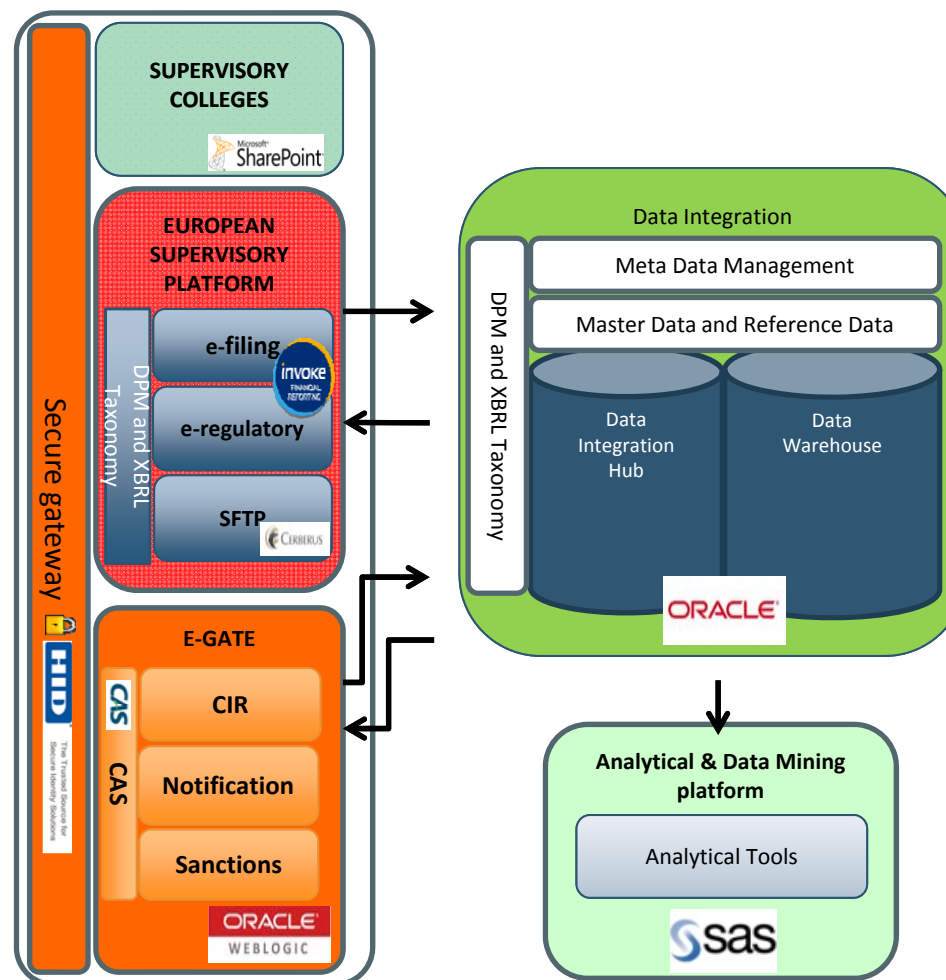 SUPERVISORY
COLLEGES
Microsoft®
SharePoint
EUROPEAN
SUPERVISORY
PLATFORM
DPM and XBRL
Taxonomy
e-filing
invoke
FINANCIAL
REPORTING
e-regulatory
SFTP
CERBERUS
Secure gateway
HID
The Trusted Source for
Secure Identity Solutions
E-GATE
CAS
CAS
CIR
Notification
Sanctions
ORACLE®
WEBLOGIC
Data Integration
DPM and XBRL Taxonomy
Meta Data Management
Master Data and Reference Data
Data
Integration
Hub
Data
Warehouse
ORACLE®
Analytical & Data Mining
platform
Analytical Tools
sas